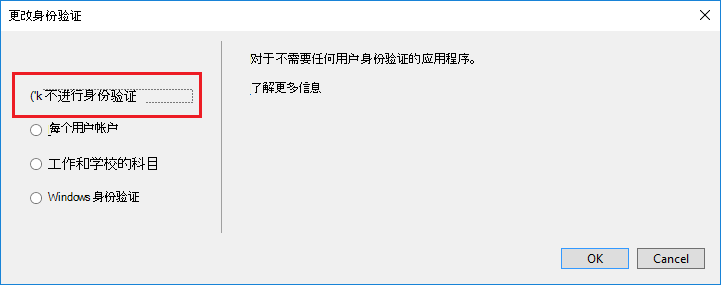 更改身份验证
对于不需要任何用户身份验证的应用程序。
了解更多信息
('k 不进行身份验证
每个用户帐户
工作和学校的科目
Windows 身份验证
OK
Cancel